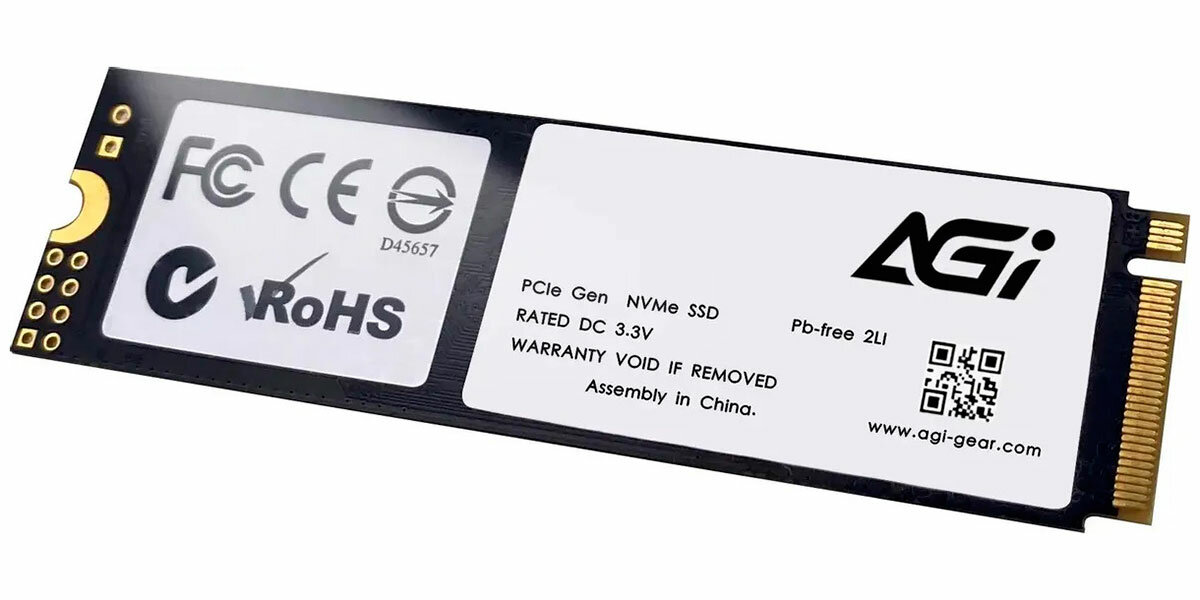 FC CE
D45657
RoHS
AGi
PCIe Gen NVMe SSD
RATED DC 3.3V
Pb-free 2LI
WARRANTY VOID IF REMOVED
Assembly in China.
www.agi-gear.com